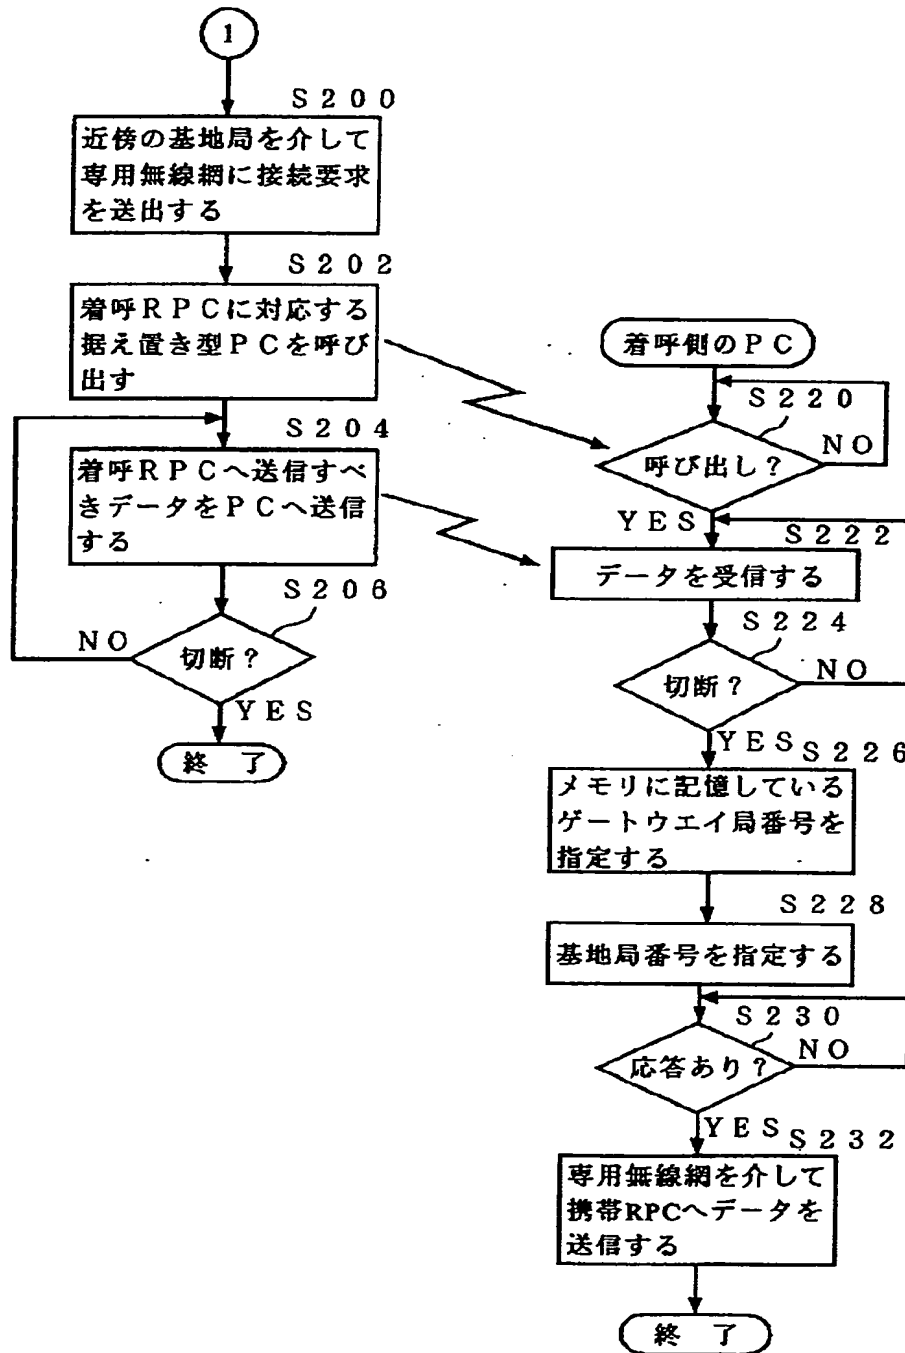 1
S200
近傍の基地局を介して
専用無線網に接続要求
を送出する
S202
着呼RPCに対応する
据え置き型PCを呼び
出す
S204
着呼RPCへ送信すべ
きデータをPCへ送信
する
S206
切断?
NO
YES
終 了
着呼側のPC
S220
呼び出し?
NO
YES
S222
データを受信する
S224
切断?
NO
YES
S226
メモリに記憶している
ゲートウエイ局番号を
指定する
S228
基地局番号を指定する
S230
応答あり?
NO
YES
S232
専用無線網を介して
携帯RPCへデータを
送信する
終 了